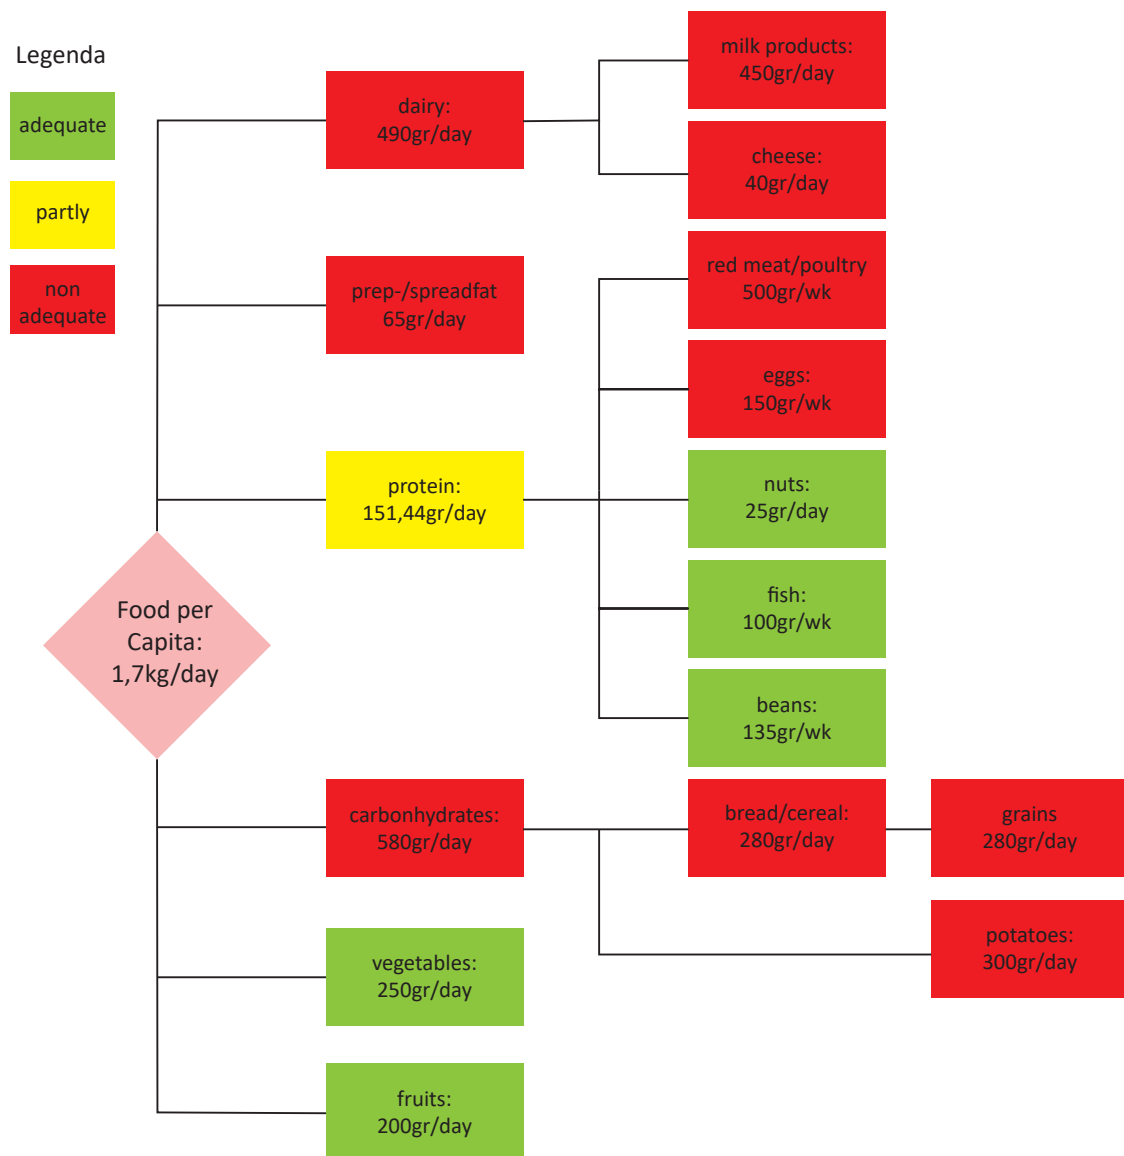 Legenda
adequate
partly
non
adequate
Food per
Capita:
1,7kg/day
dairy:
490gr/day
milk products:
450gr/day
cheese:
40gr/day
prep-/spreadfat
65gr/day
protein:
151,44gr/day
red meat/poultry
500gr/wk
eggs:
150gr/wk
nuts:
25gr/day
fish:
100gr/wk
beans:
135gr/wk
carbonhydrates:
580gr/day
bread/cereal:
280gr/day
grains
280gr/day
potatoes:
300gr/day
vegetables:
250gr/day
fruits:
200gr/day